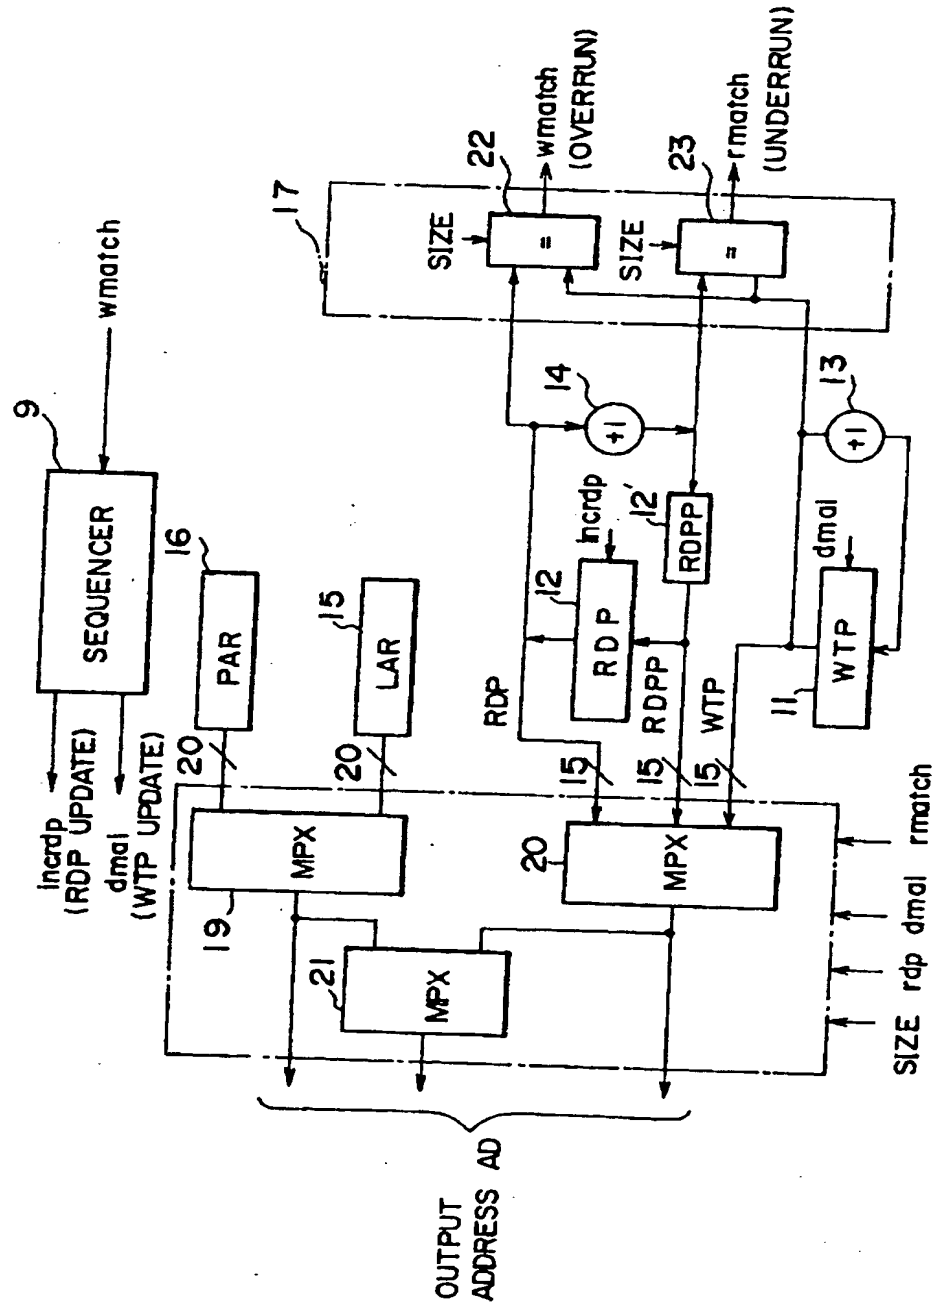 9
SEQUENCER
wmatch
incrdp
(RDP UPDATE)
dmal
(WTP UPDATE)
16
PAR
20
15
LAR
20
MPX
19
21
MPX
20
MPX
OUTPUT
ADDRESS AD
SIZE rdp dmal rmatch
RDP
15
12
RDP
incrdp
RDPP
15
12'
RDPP
WTP
15
11
WTP
dmal
14
+1
13
+1
17
SIZE
22
=
wmatch
(OVERRUN)
SIZE
23
=
rmatch
(UNDERRUN)